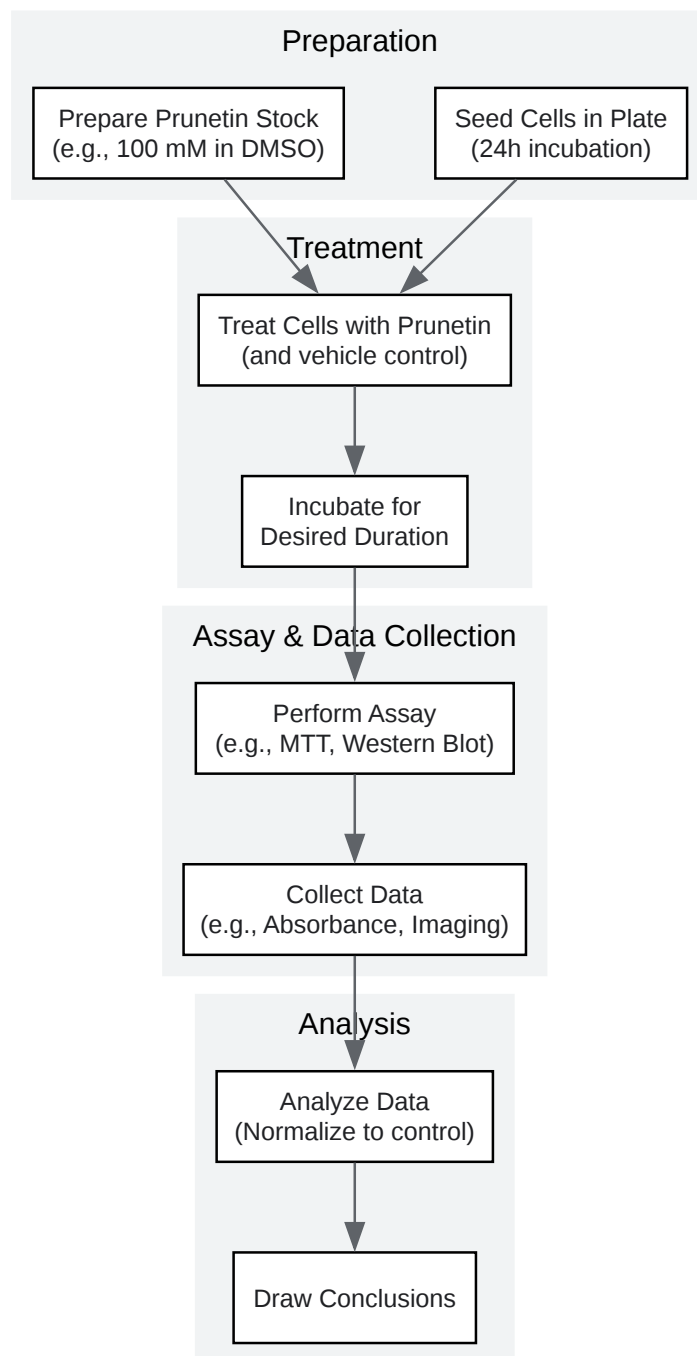 Preparation
Prepare Prunetin Stock
(e.g., 100 mM in DMSO)
Seed Cells in Plate
(24h incubation)
Treatment
Treat Cells with Prunetin
(and vehicle control)
Incubate for
Desired Duration
Assay & Data Collection
Perform Assay
(e.g., MTT, Western Blot)
Collect Data
(e.g., Absorbance, Imaging)
Analysis
Analyze Data
(Normalize to control)
Draw Conclusions